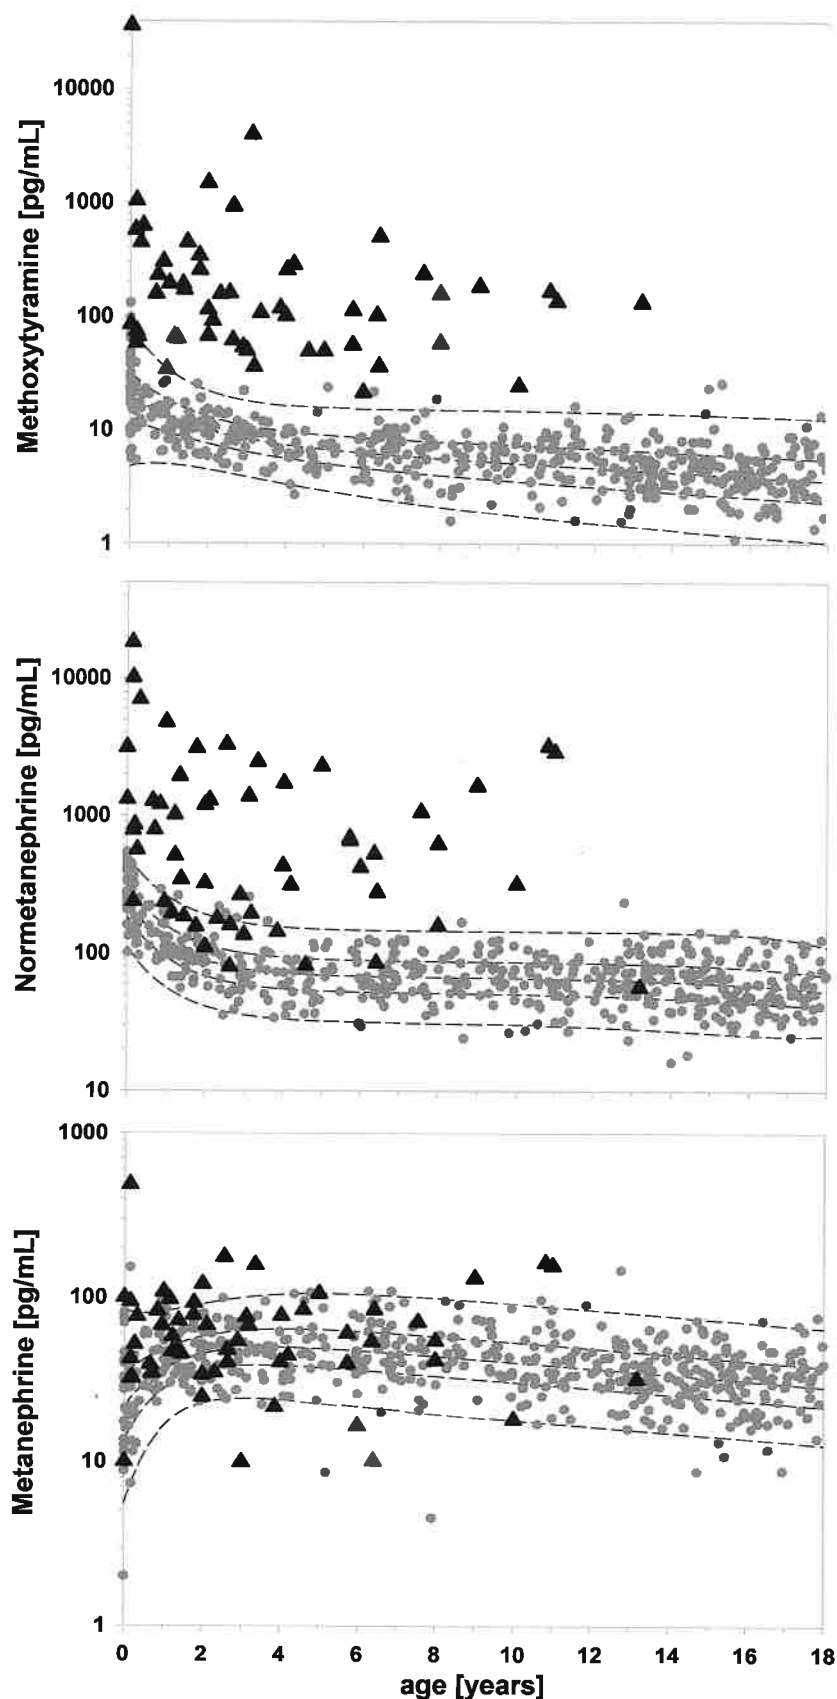 Methoxytyramine [pg/mL]
10000
1000
100
10
1
Normetanephrine [pg/mL]
10000
1000
100
10
Metanephrine [pg/mL]
1000
100
10
1
0 2 4 6 8 10 12 14 16 18
age [years]